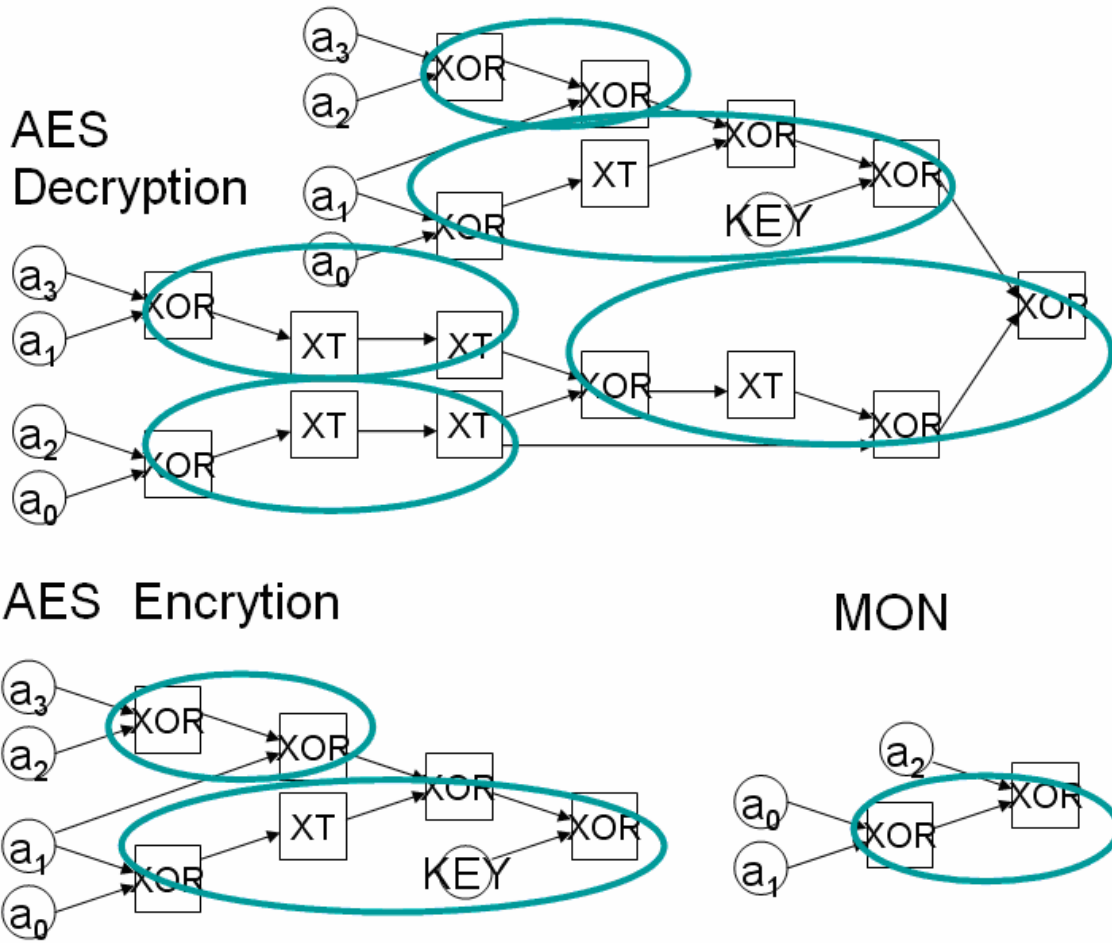 a3
XOR
a2
XOR
AES
Decryption
XOR
XT
XOR
a1
XOR
KEY
a0
a3
XOR
XOR
a1
XT
XT
XOR
XT
a2
XT
XT
XOR
XOR
a0
AES Encrytion
MON
a3
XOR
a2
XOR
XOR
XT
XOR
a1
XOR
KEY
a0
a2
XOR
a0
XOR
a1